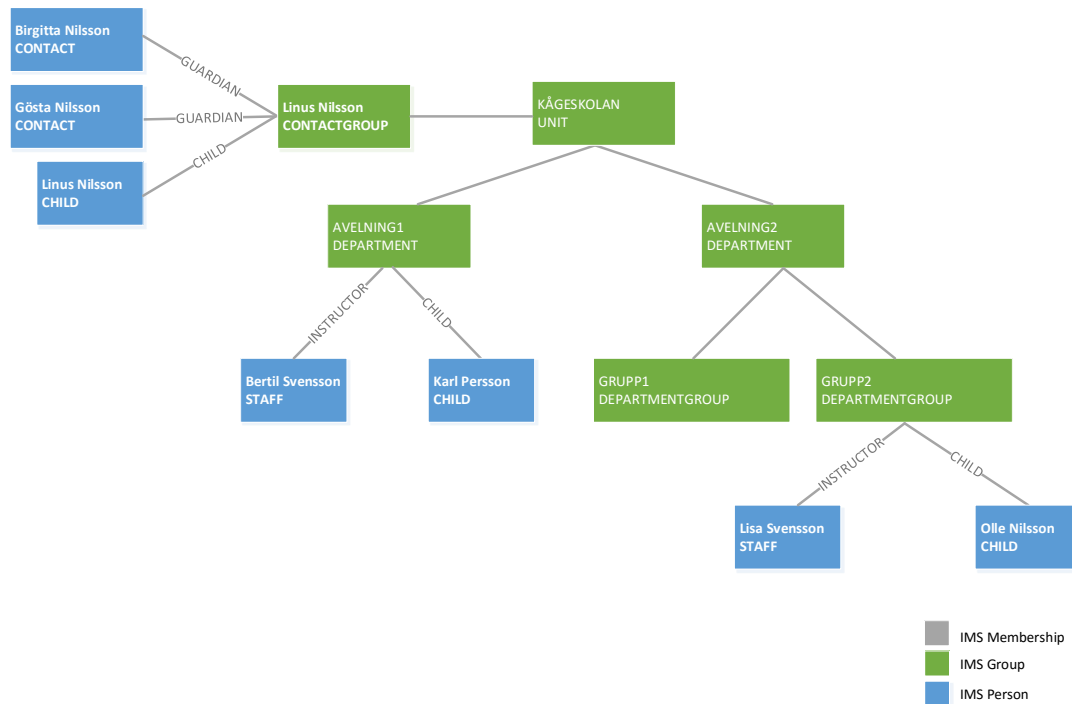 Birgitta Nilsson
CONTACT
GUARDIAN
Gösta Nilsson
CONTACT
GUARDIAN
Linus Nilsson
CONTACTGROUP
KÅGESKOLAN
UNIT
Linus Nilsson
CHILD
CHILD
AVELNING1
DEPARTMENT
AVELNING2
DEPARTMENT
INSTRUCTOR
CHILD
Bertil Svensson
STAFF
Karl Persson
CHILD
GRUPP1
DEPARTMENTGROUP
GRUPP2
DEPARTMENTGROUP
INSTRUCTOR
CHILD
Lisa Svensson
STAFF
Olle Nilsson
CHILD
IMS Membership
IMS Group
IMS Person